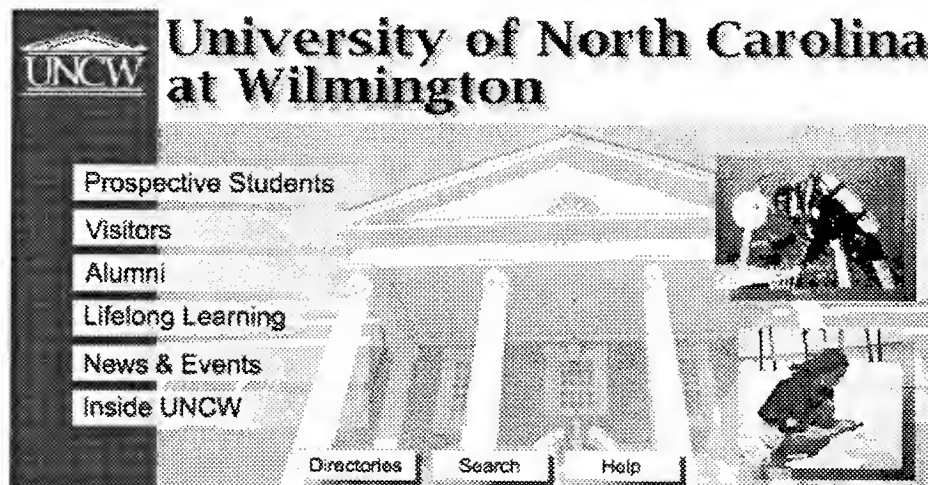 UNCW
University of North Carolina
at Wilmington
Prospective Students
Visitors
Alumni
Lifelong Learning
News & Events
Inside UNCW
Directories Search Help